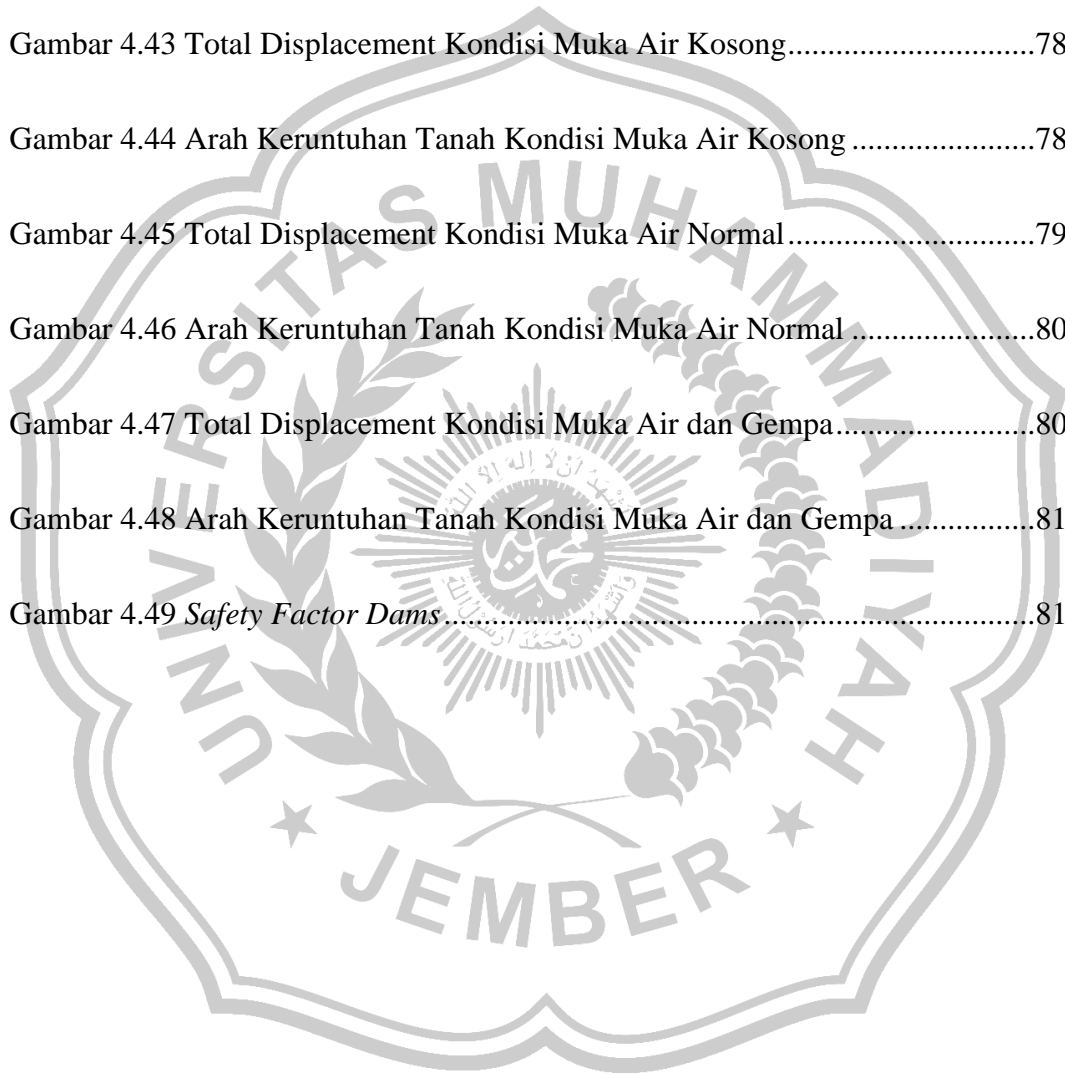 Gambar 4.43 Total Displacement Kondisi Muka Air Kosong.............................78
Gambar 4.44 Arah Keruntuhan Tanah Kondisi Muka Air Kosong .....................78
Gambar 4.45 Total Displacement Kondisi Muka Air Normal.............................79
Gambar 4.46 Arah Keruntuhan Tanah Kondisi Muka Air Normal .....................80
Gambar 4.47 Total Displacement Kondisi Muka Air dan Gempa.......................80
Gambar 4.48 Arah Keruntuhan Tanah Kondisi Muka Air dan Gempa ...............81
Gambar 4.49 Safety Factor Dams.....................................................................81
UNIVERSITAS MUHAMMADIYAH
JEMBER